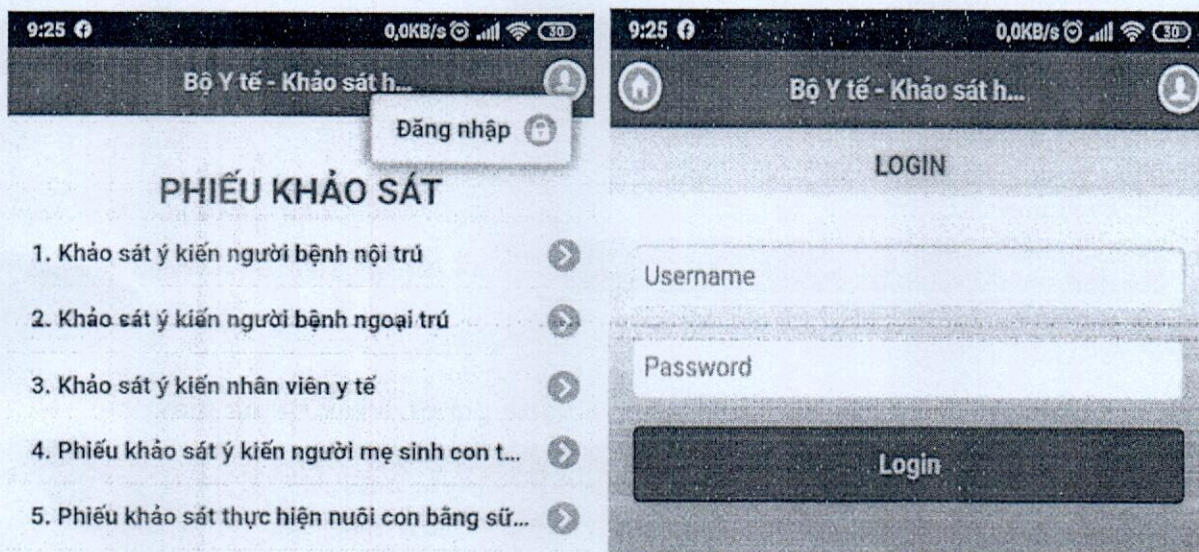 9:25
0,0KB/s
30
Bộ Y tế - Khảo sát h...
Đăng nhập
PHIẾU KHẢO SÁT
1. Khảo sát ý kiến người bệnh nội trú
2. Khảo sát ý kiến người bệnh ngoại trú
3. Khảo sát ý kiến nhân viên y tế
4. Phiếu khảo sát ý kiến người mẹ sinh con t...
5. Phiếu khảo sát thực hiện nuôi con bằng sữ...
9:25
0,0KB/s
30
Bộ Y tế - Khảo sát h...
LOGIN
Username
Password
Login